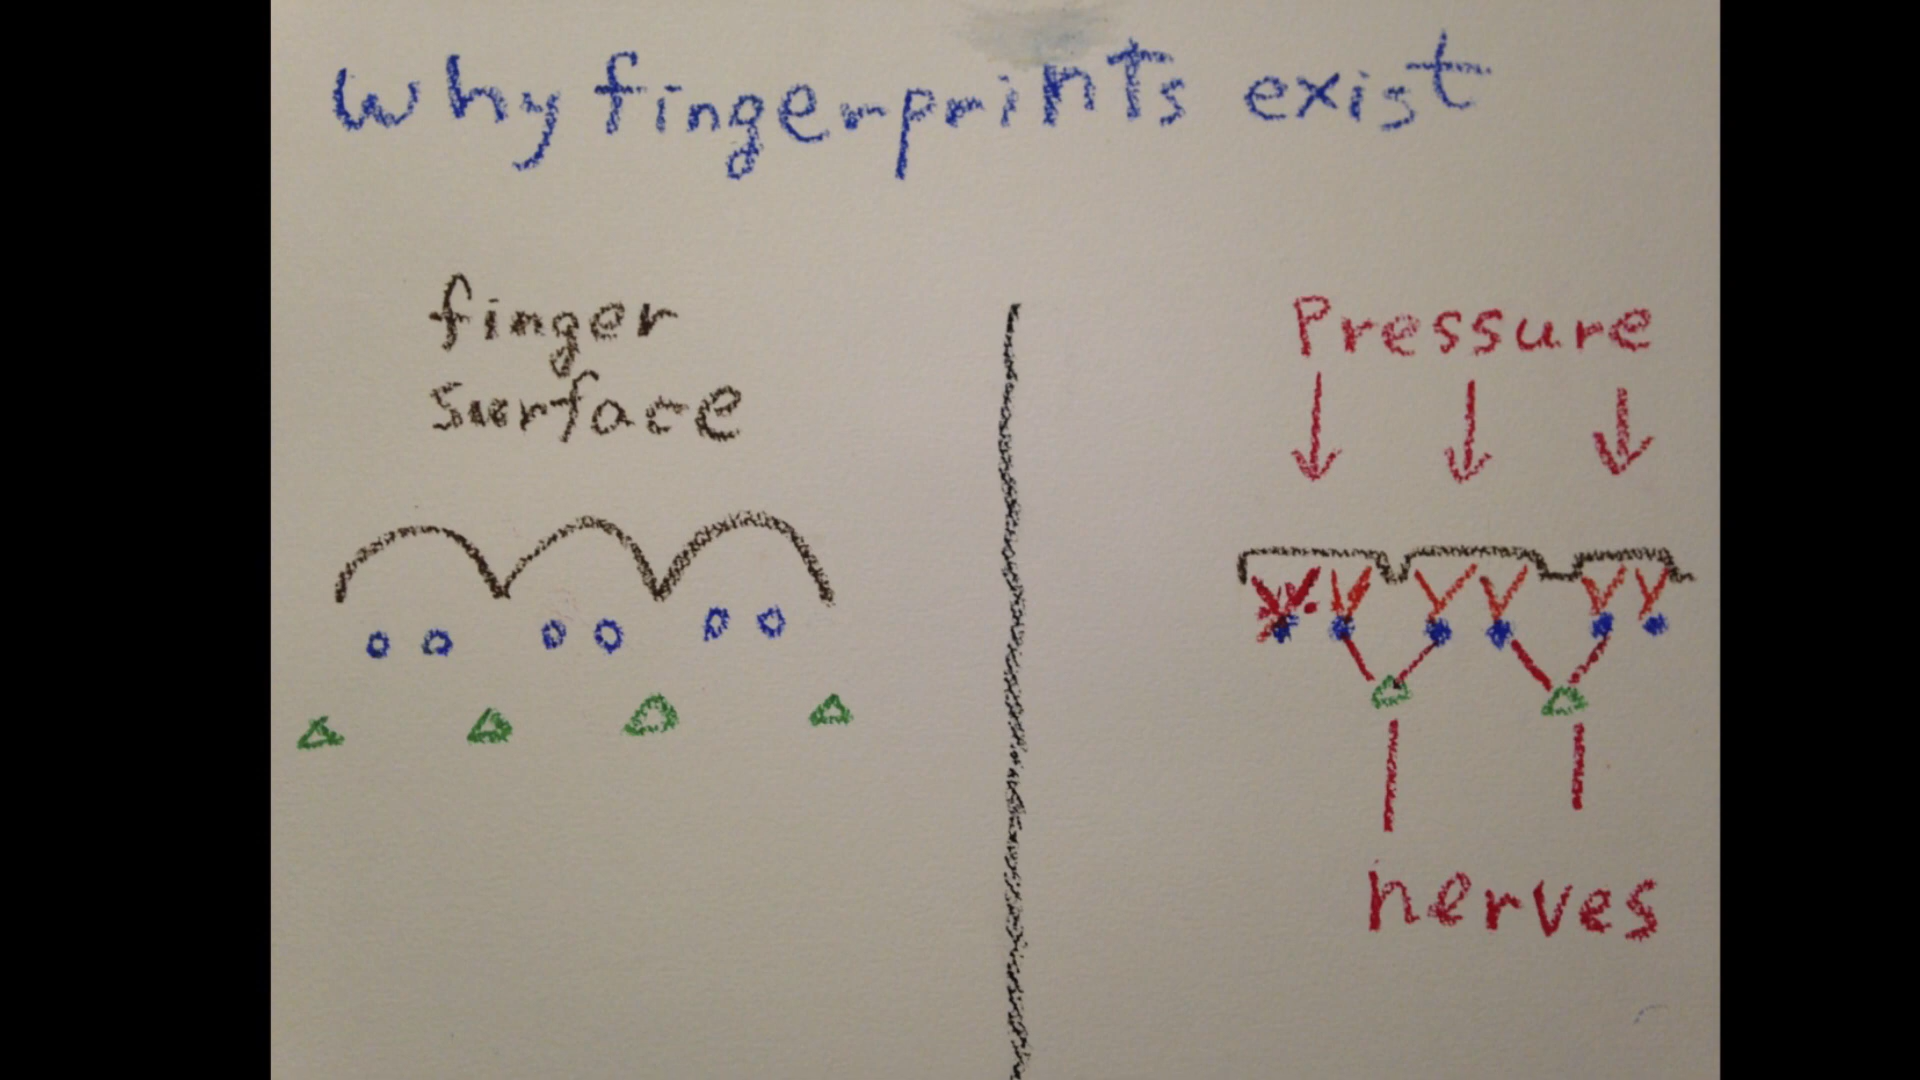 Why fingerprints exist
finger
surface
Pressure
nerves